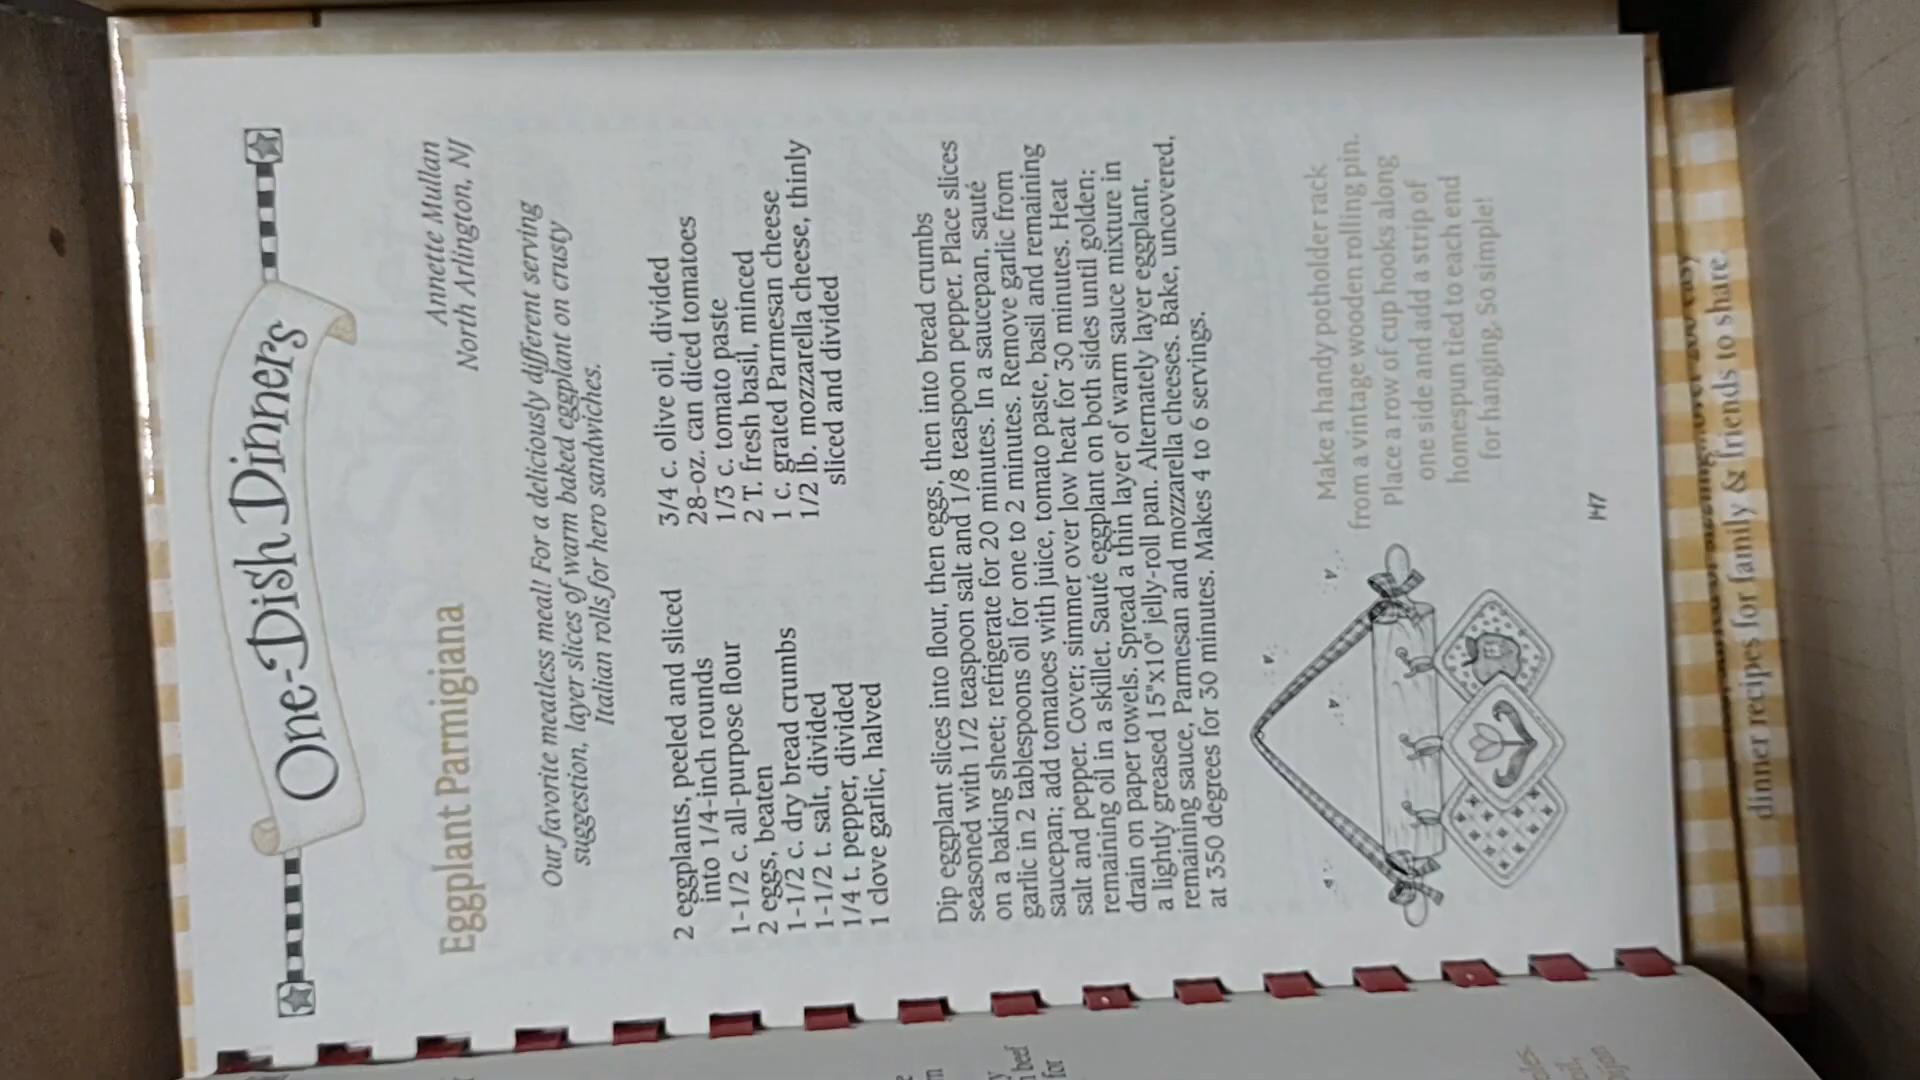 One-Dish Dinners
Eggplant Parmigiana
Annette Mullan
North Arlington, NJ
Our favorite meatless meal! For a deliciously different serving
suggestion, layer slices of warm baked eggplant on crusty
Italian rolls for hero sandwiches.
2 eggplants, peeled and sliced
into 1/4-inch rounds
1-1/2 c. all-purpose flour
2 eggs, beaten
1-1/2 c. dry bread crumbs
1-1/2 t. salt, divided
1/4 t. pepper, divided
1 clove garlic, halved
3/4 c. olive oil, divided
28-oz. can diced tomatoes
1/3 c. tomato paste
2 T. fresh basil, minced
1 c. grated Parmesan cheese
1/2 lb. mozzarella cheese, thinly
sliced and divided
Dip eggplant slices into flour, then eggs, then into bread crumbs
seasoned with 1/2 teaspoon salt and 1/8 teaspoon pepper. Place slices
on a baking sheet; refrigerate for 20 minutes. In a saucepan, sauté
garlic in 2 tablespoons oil for one to 2 minutes. Remove garlic from
saucepan; add tomatoes with juice, tomato paste, basil and remaining
salt and pepper. Cover; simmer over low heat for 30 minutes. Heat
remaining oil in a skillet. Sauté eggplant on both sides until golden;
drain on paper towels. Spread a thin layer of warm sauce mixture in
a lightly greased 15"x10" jelly-roll pan. Alternately layer eggplant,
remaining sauce, Parmesan and mozzarella cheeses. Bake, uncovered,
at 350 degrees for 30 minutes. Makes 4 to 6 servings.
Make a handy potholder rack
from a vintage wooden rolling pin.
Place a row of cup hooks along
one side and add a strip of
homespun tied to each end
for hanging. So simple!
147
dinner recipes for family & friends to share